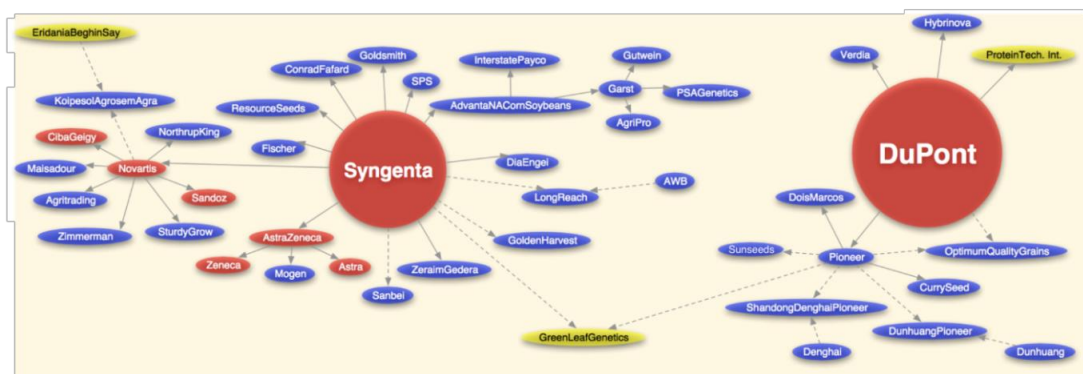 EridaniaBeghinSay
KoipesolAgrosemAgra
CibaGeigy
NorthrupKing
Maisadour
Novartis
Agritrading
Sandoz
Zimmerman
SturdyGrow
Goldsmith
ConradFafard
SPS
ResourceSeeds
Fischer
Syngenta
InterstatePayco
AdvantaNACornSoybeans
Gutwein
Garst
PSAGenetics
AgriPro
DiaEngel
LongReach
AWB
GoldenHarvest
AstraZeneca
Zeneca
Mogen
Astra
ZeraimGedera
Sanbei
GreenLeafGenetics
Hybrinova
Verdia
ProteinTech. Int.
DuPont
DoisMarcos
Sunseeds
Pioneer
OptimumQualityGrains
CurrySeed
ShandongDenghaiPioneer
DunhuangPioneer
Denghai
Dunhuang